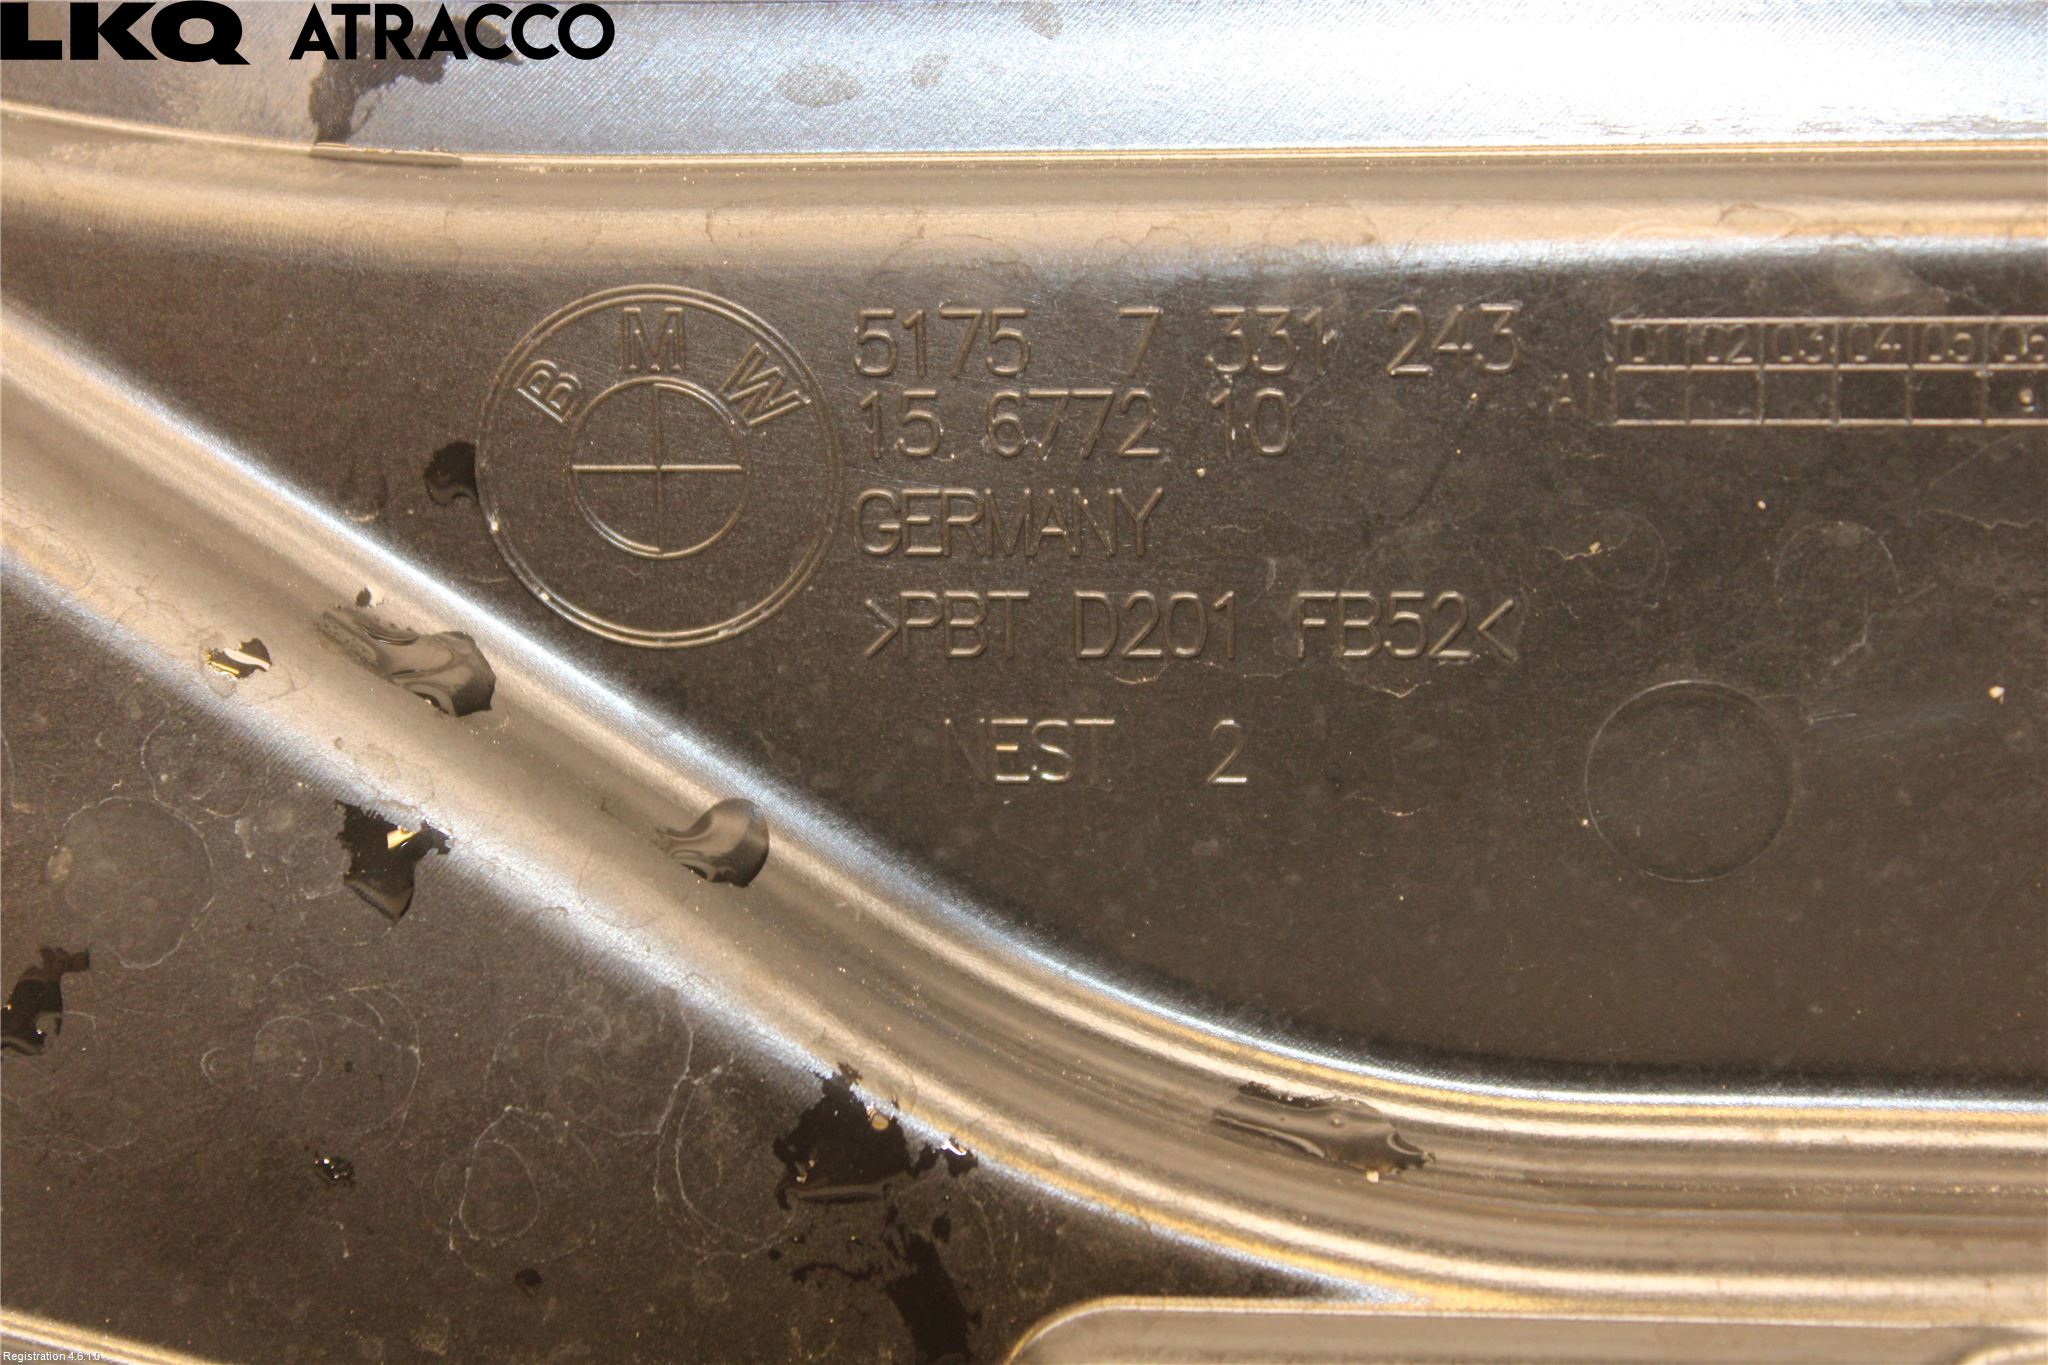 LKQ ATRACCO
BMW
5175 7 331 243
15 6772 10
GERMANY
>PBT D201 FB52<
NEST 2
01 02 03 04 05 06
Registration 4.6.1.0